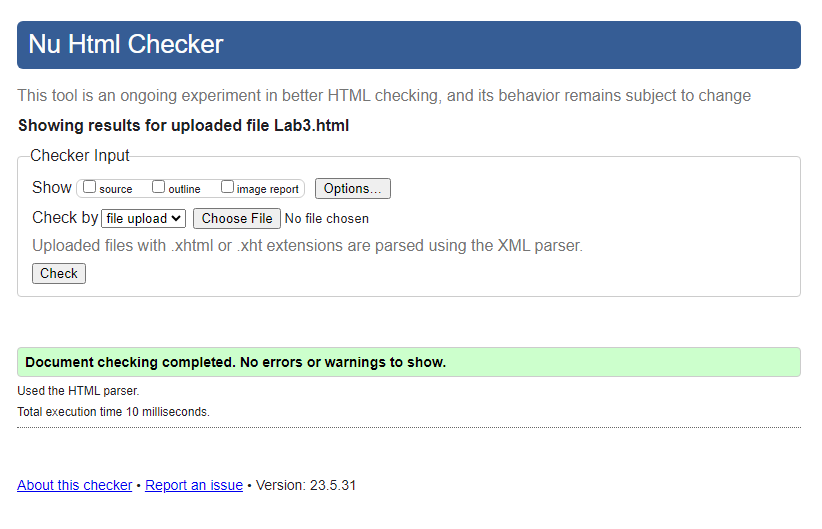 Nu Html Checker
This tool is an ongoing experiment in better HTML checking, and its behavior remains subject to change
Showing results for uploaded file Lab3.html
Checker Input
Show source outline image report Options...
Check by file upload Choose File No file chosen
Uploaded files with .xhtml or .xht extensions are parsed using the XML parser.
Check
Document checking completed. No errors or warnings to show.
Used the HTML parser.
Total execution time 10 milliseconds.
About this checker • Report an issue • Version: 23.5.31